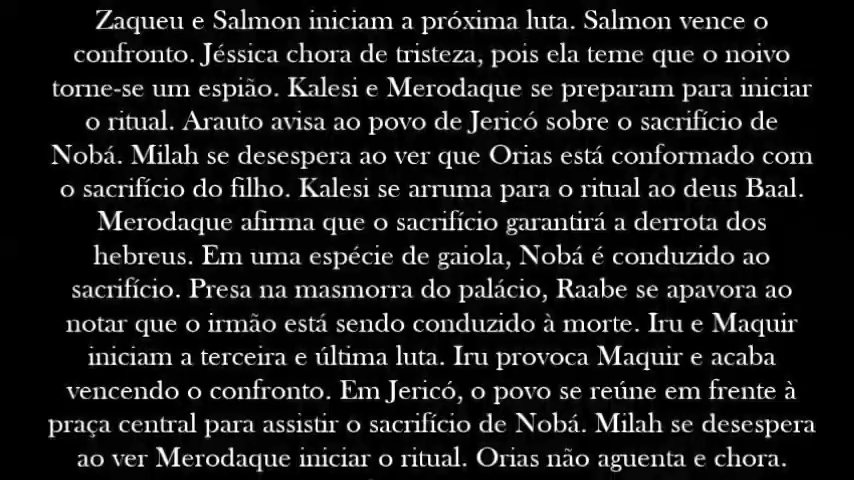 Zaqueu e Salmon iniciam a próxima luta. Salmon vence o
confronto. Jéssica chora de tristeza, pois ela teme que o noivo
torne-se um espião. Kalesi e Merodaque se preparam para iniciar
o ritual. Arauto avisa ao povo de Jericó sobre o sacrifício de
Nobá. Milah se desespera ao ver que Orias está conformado com
o sacrifício do filho. Kalesi se arruma para o ritual ao deus Baal.
Merodaque afirma que o sacrifício garantirá a derrota dos
hebreus. Em uma espécie de gaiola, Nobá é conduzido ao
sacrifício. Presa na masmorra do palácio, Raabe se apavora ao
notar que o irmão está sendo conduzido à morte. Iru e Maquir
iniciam a terceira e última luta. Iru provoca Maquir e acaba
vencendo o confronto. Em Jericó, o povo se reúne em frente à
praça central para assistir o sacrifício de Nobá. Milah se desespera
ao ver Merodaque iniciar o ritual. Orias não aguenta e chora.